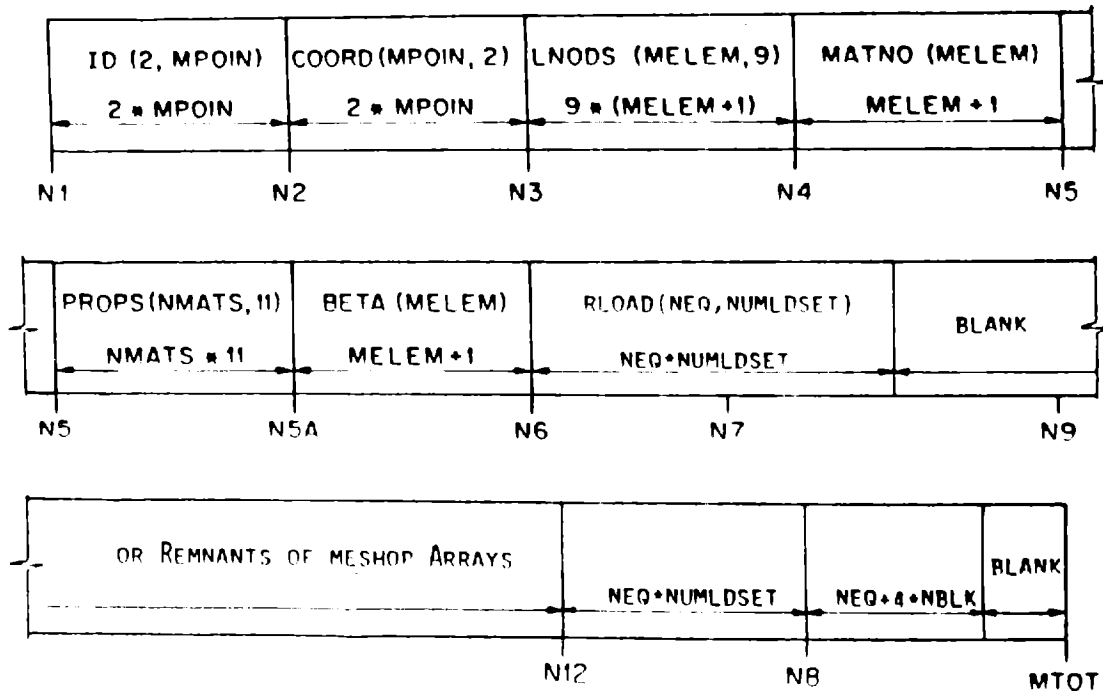 ID (2, MPOIN) COORD (MPOIN, 2) LNODS (MELEM, 9) MATNO (MELEM)
2 * MPOIN 2 * MPOIN 9 * (MELEM +1) MELEM + 1
N1 N2 N3 N4 N5
PROPS (NMATS, 11) BETA (MELEM) RLOAD (NEQ, NUMLDSET) BLANK
NMATS * 11 MELEM + 1 NEQ*NUMLDSET
N5 N5A N6 N7 N9
OR REMNANTS OF MESHOP ARRAYS BLANK
NEQ*NUMLDSET NEQ+4*NBLK
N12 N8 MTOT